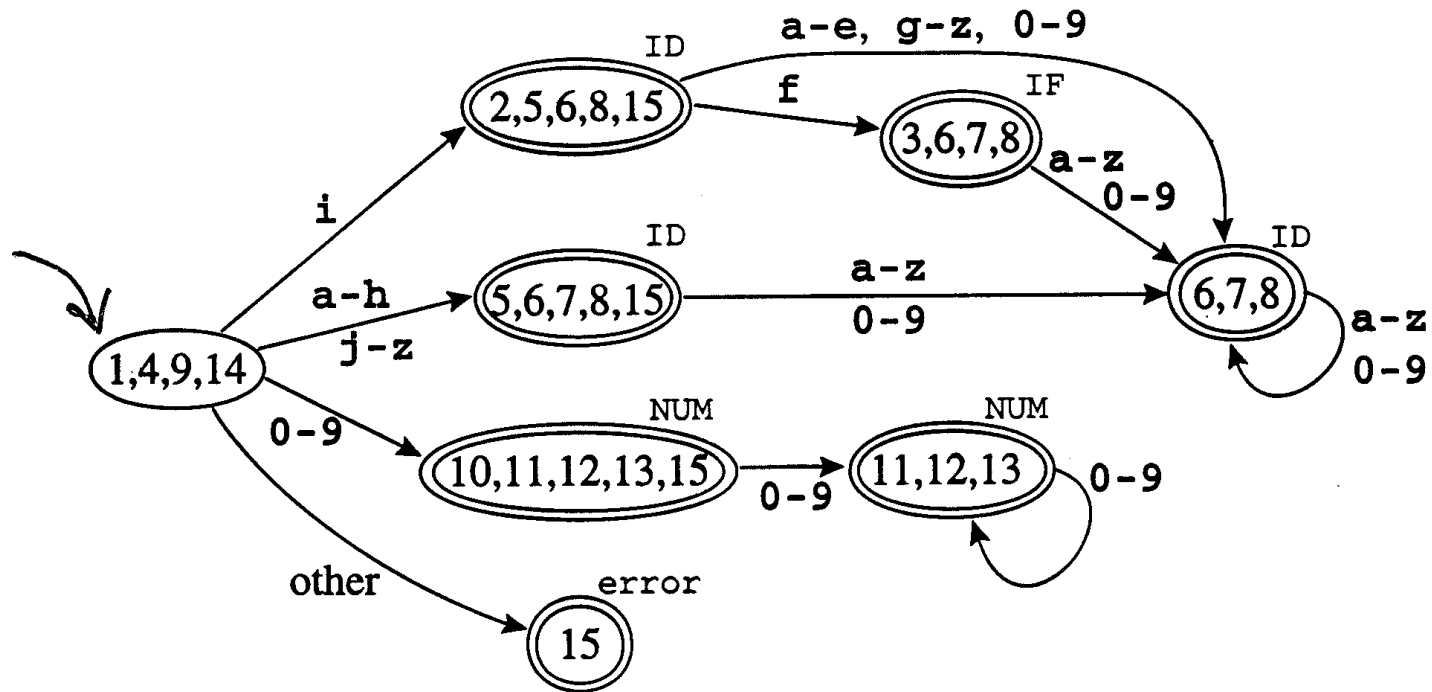 a-e, g-z, 0-9
ID
2,5,6,8,15
f
IF
3,6,7,8
a-z
0-9
i
ID
a-h
j-z
5,6,7,8,15
a-z
0-9
ID
6,7,8
a-z
0-9
1,4,9,14
0-9
NUM
10,11,12,13,15
0-9
NUM
11,12,13
0-9
other
error
15